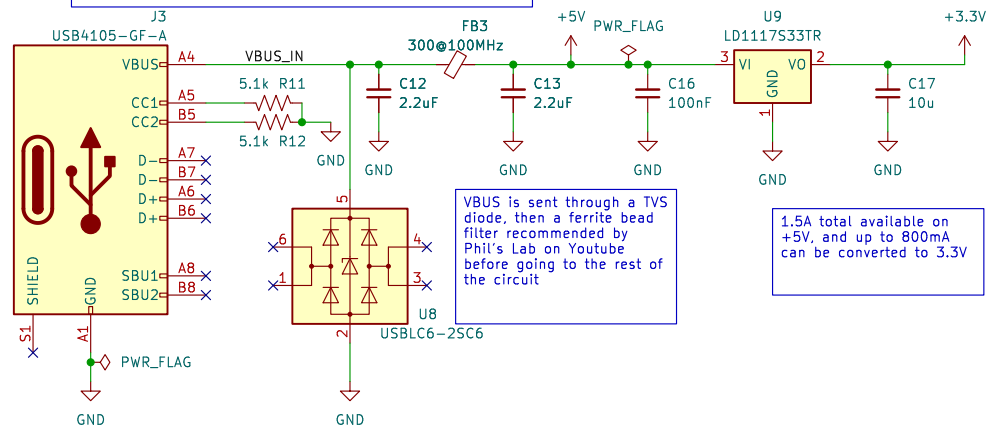 J3
USB4105-GF-A
VBUS
A4
VBUS_IN
CC1
A5
5.1k R11
CC2
B5
5.1k R12
GND
D-
A7
D-
B7
D+
A6
D+
B6
SBU1
A8
SBU2
B8
SHIELD
GND
S1
A1
PWR_FLAG
GND
FB3
300@100MHz
C12
2.2uF
GND
C13
2.2uF
GND
+5V
PWR_FLAG
C16
100nF
GND
U9
LD1117S33TR
3
VI
VO
2
GND
1
GND
+3.3V
C17
10u
GND
5
6
4
1
3
2
U8
USBLC6-2SC6
GND
VBUS is sent through a TVS
diode, then a ferrite bead
filter recommended by
Phil's Lab on Youtube
before going to the rest of
the circuit
1.5A total available on
+5V, and up to 800mA
can be converted to 3.3V